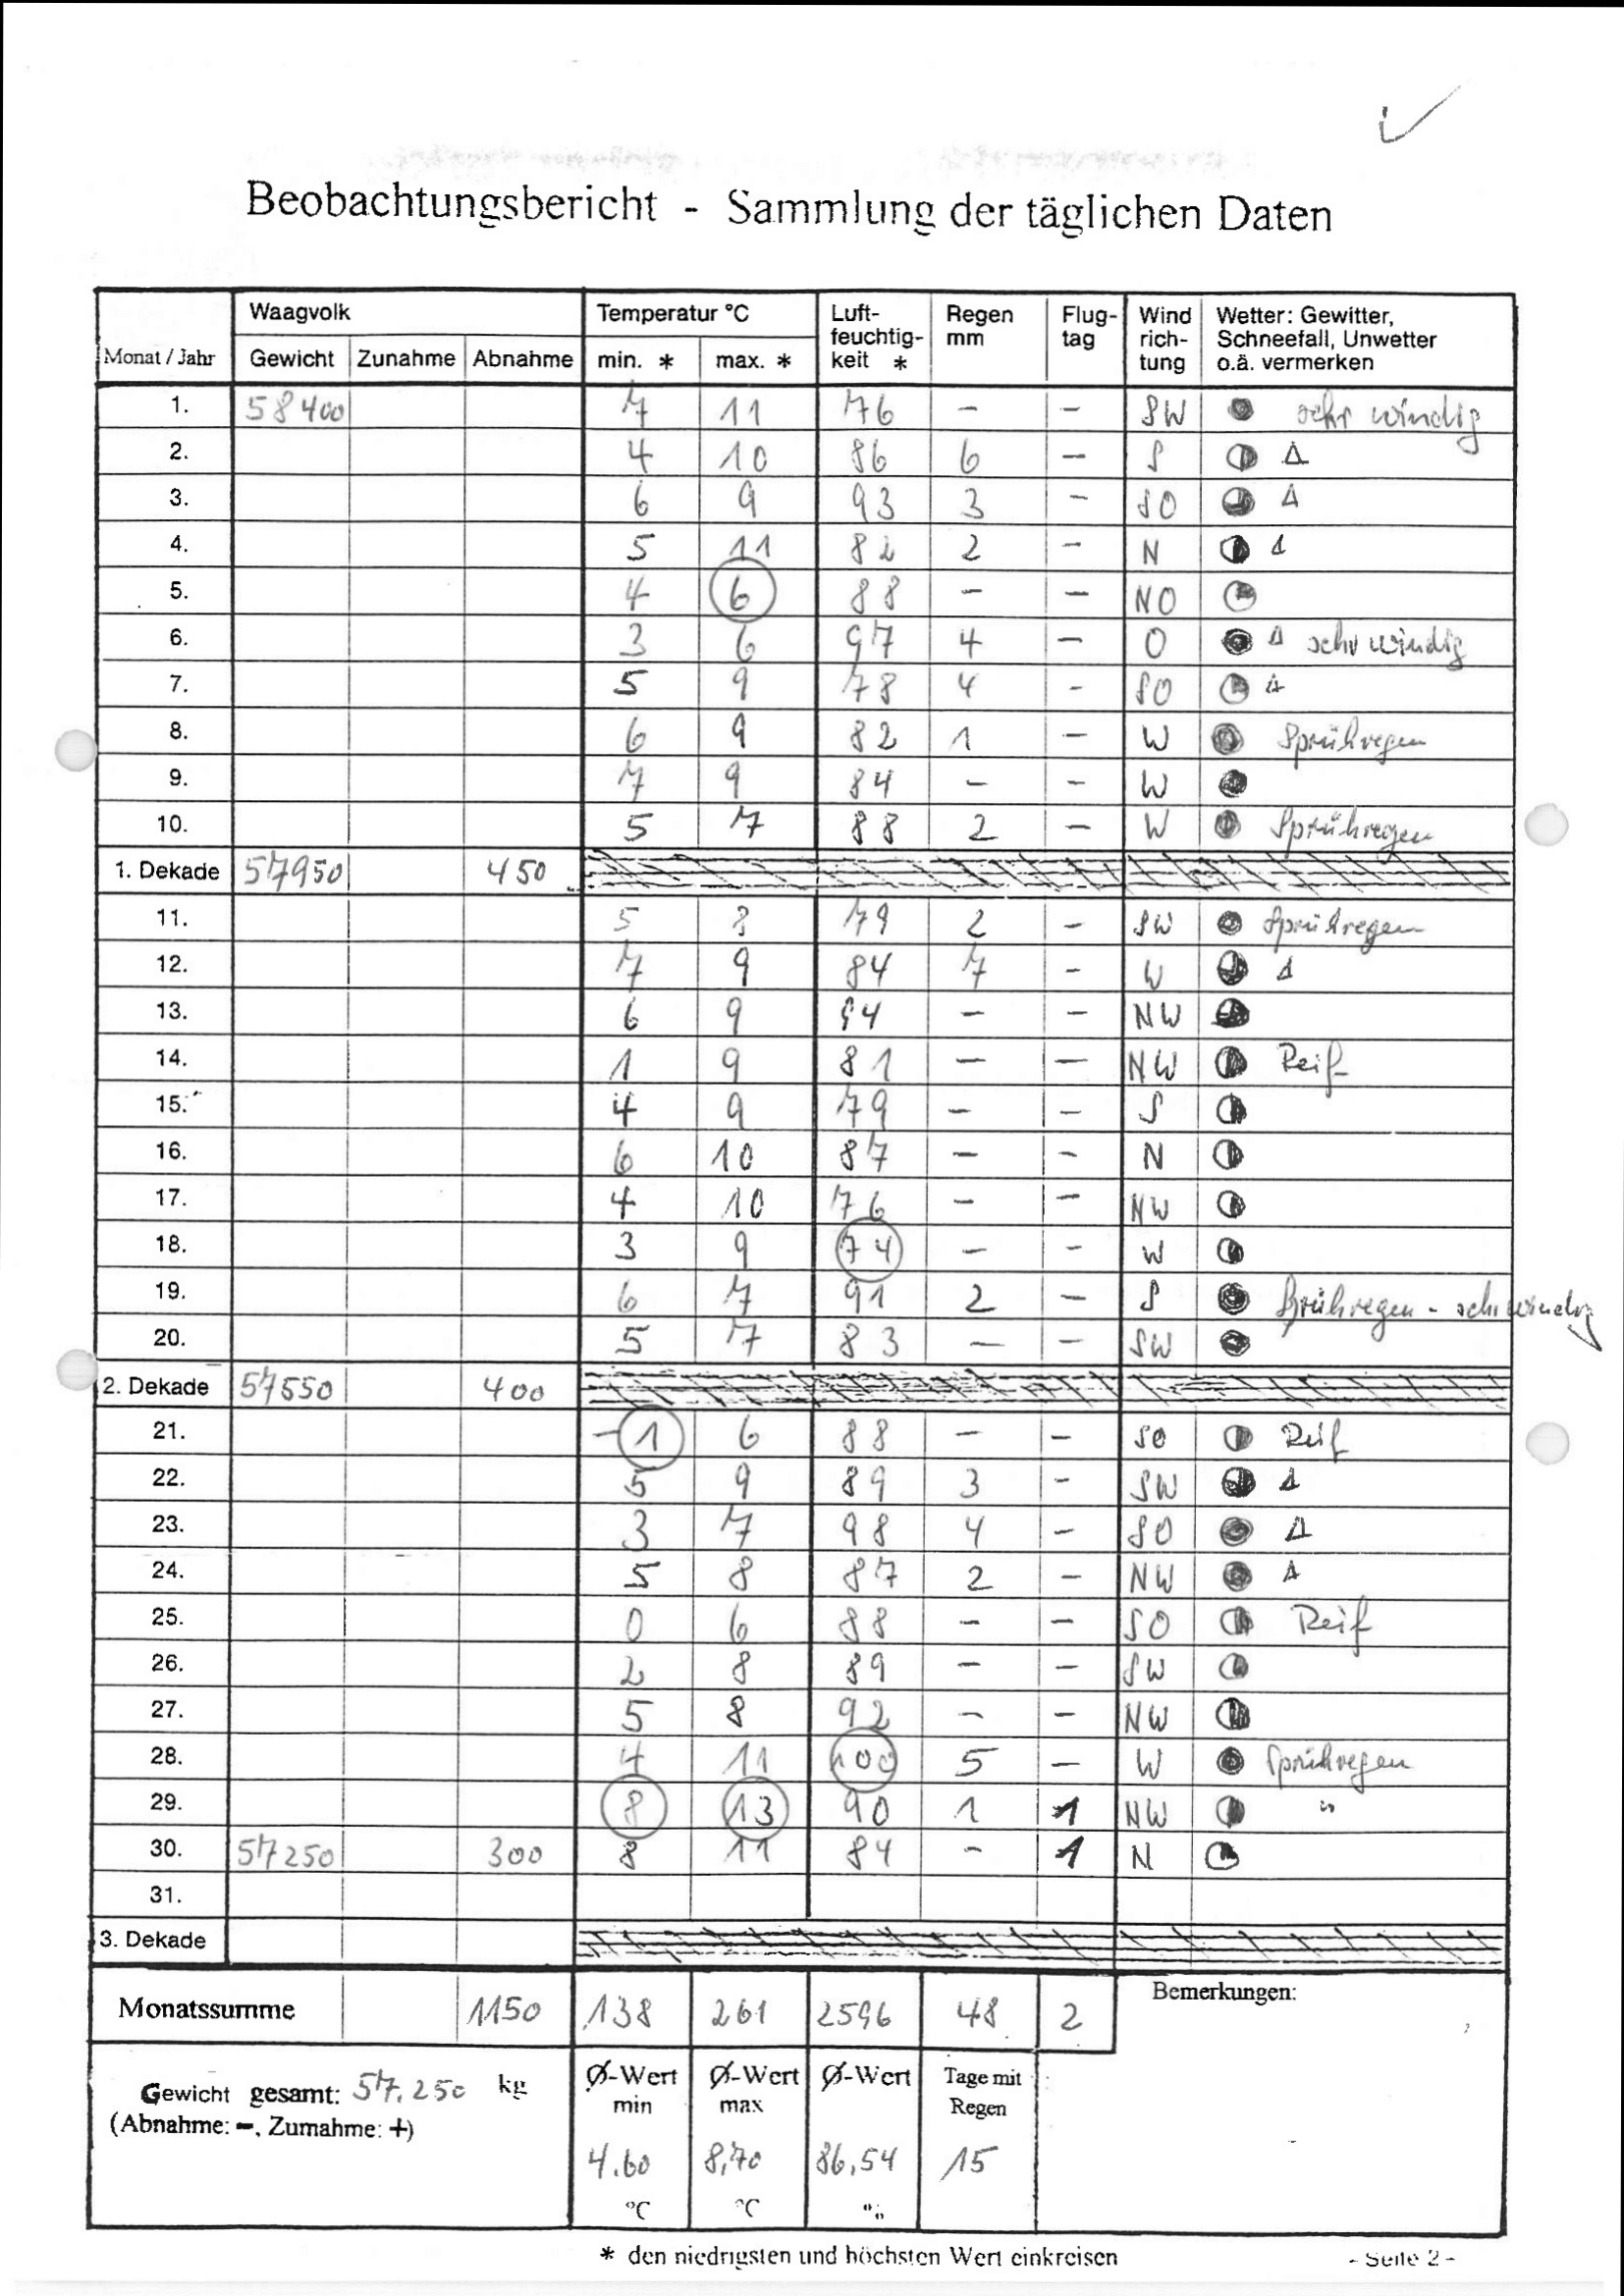 Beobachtungsbericht - Sammlung der täglichen Daten
Monat / Jahr Waagvolk Temperatur °C Luft-feuchtig-keit * Regen mm Flug-tag Wind rich-tung Wetter: Gewitter, Schneefall, Unwetter o.ä. vermerken
Gewicht Zunahme Abnahme min. * max. *
1. 58400 7 11 76 – – SW sehr windig
2. 4 10 86 6 – S Δ
3. 6 9 93 3 – SO Δ
4. 5 11 82 2 – N Δ
5. 4 6 88 – – NO
6. 3 6 97 4 – O Δ sehr windig
7. 5 9 78 4 – SO Δ
8. 6 9 82 1 – W Sprühregen
9. 7 9 84 – – W
10. 5 7 88 2 – W Sprühregen
1. Dekade 57950 450
11. 5 8 79 2 – SW Sprühregen
12. 7 9 84 7 – W Δ
13. 6 9 – – NW
14. 1 9 81 – – NW Reif
15. 4 9 79 – – S
16. 6 10 87 – – N
17. 4 10 76 – – NW
18. 3 9 74 – – W
19. 6 7 91 2 – S Sprühregen - sehr windig
20. 5 7 83 – – SW
2. Dekade 57550 400
21. -1 6 88 – – SO Reif
22. 5 9 89 3 – SW Δ
23. 3 7 98 4 – SO Δ
24. 5 8 87 2 – NW Δ
25. 0 6 88 – – SO Reif
26. 2 8 89 – – SW
27. 5 8 92 – – NW
28. 4 11 100 5 – W Sprühregen
29. 8 13 90 1 1 NW "
30. 57250 300 8 11 84 – 1 N
31.
3. Dekade
Monatssumme 1150 138 261 2596 48 2 Bemerkungen:
Gewicht gesamt: 57.250 kg
(Abnahme: –, Zumahme: +)
Ø-Wert min Ø-Wert max Ø-Wert Tage mit Regen
4.60 8,70 86,54 15
°C °C %
* den niedrigsten und höchsten Wert einkreisen
- Seite 2 -